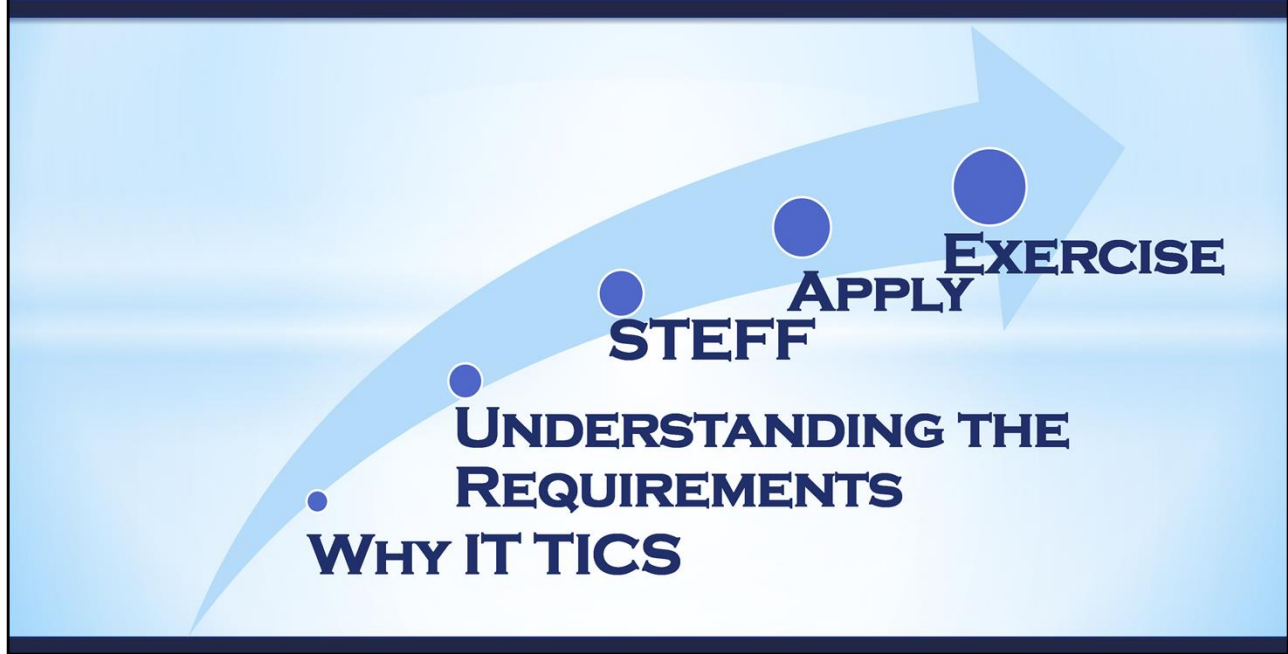 Exercise
Apply
STEFF
Understanding the
Requirements
Why IT TICS